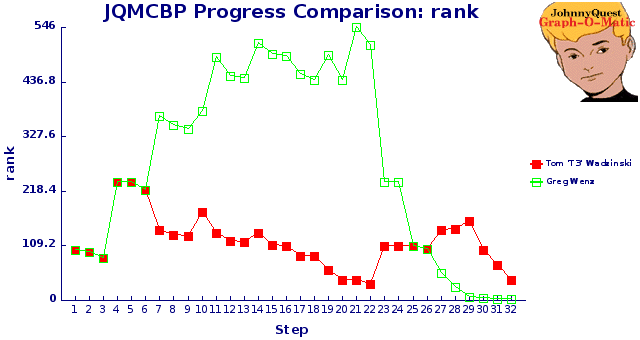 JQMCBP Progress Comparison: rank
JohnnyQuest
Graph-O-Matic
546
436.8
327.6
218.4
109.2
0
rank
1 2 3 4 5 6 7 8 9 10 11 12 13 14 15 16 17 18 19 20 21 22 23 24 25 26 27 28 29 30 31 32
Step
Tom 'T3' Wadzinski
Greg Wenz